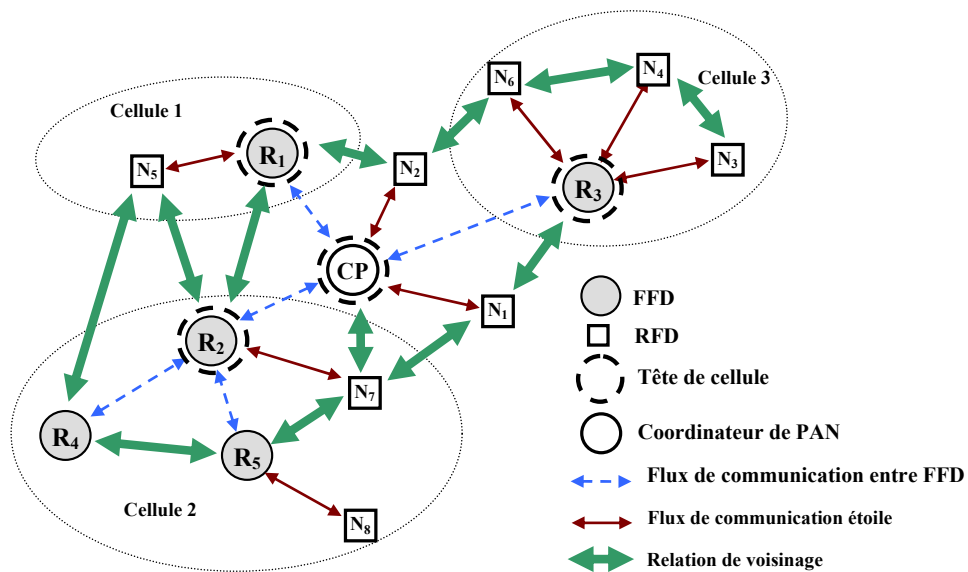 N₆
N₄
Cellule 3
Cellule 1
R₁
N₅
N₂
N₃
R₃
CP
N₁
FFD
R₂
RFD
Tête de cellule
N₇
R₄
R₅
Coordinateur de PAN
Flux de communication entre FFD
Cellule 2
N₈
Flux de communication étoile
Relation de voisinage